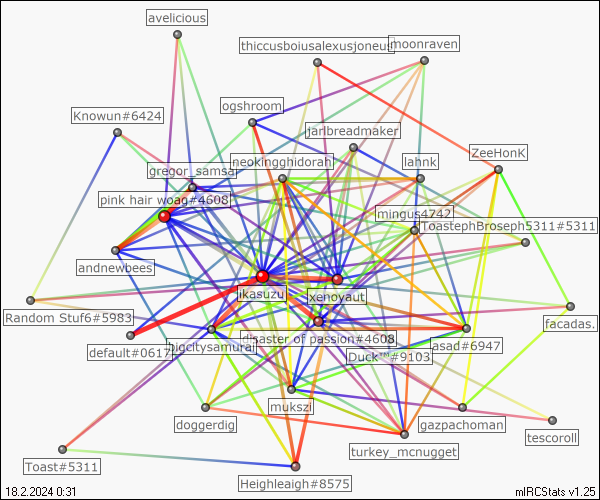 avelicious
thiccusboiusalexusjoneus
moonraven
ogshroom
Knowun#6424
jarlbreadmaker
ZeeHonK
gregor_samsa
neokingghidorah
lahnk
pink hair woag#4608
mingus4742
ToastephBroseph5311#5311
andnewbees
ikasuzu
xenoyaut
Random Stuf6#5983
facadas.
default#0617
bigcitysamurai
disaster of passion#4608
asad#6947
Duck™#9103
mukszi
doggerdig
gazpachoman
tescoroll
turkey_mcnugget
Toast#5311
Heighleaigh#8575
18.2.2024 0:31
mIRCStats v1.25